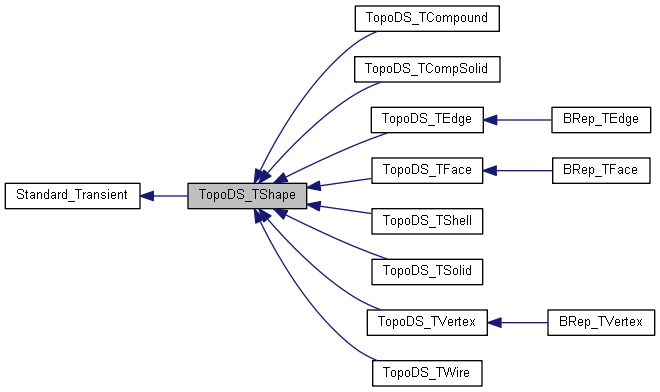 TopoDS_TCompound
TopoDS_TCompSolid
TopoDS_TEdge
BRep_TEdge
TopoDS_TFace
BRep_TFace
Standard_Transient
TopoDS_TShape
TopoDS_TShell
TopoDS_TSolid
TopoDS_TVertex
BRep_TVertex
TopoDS_TWire